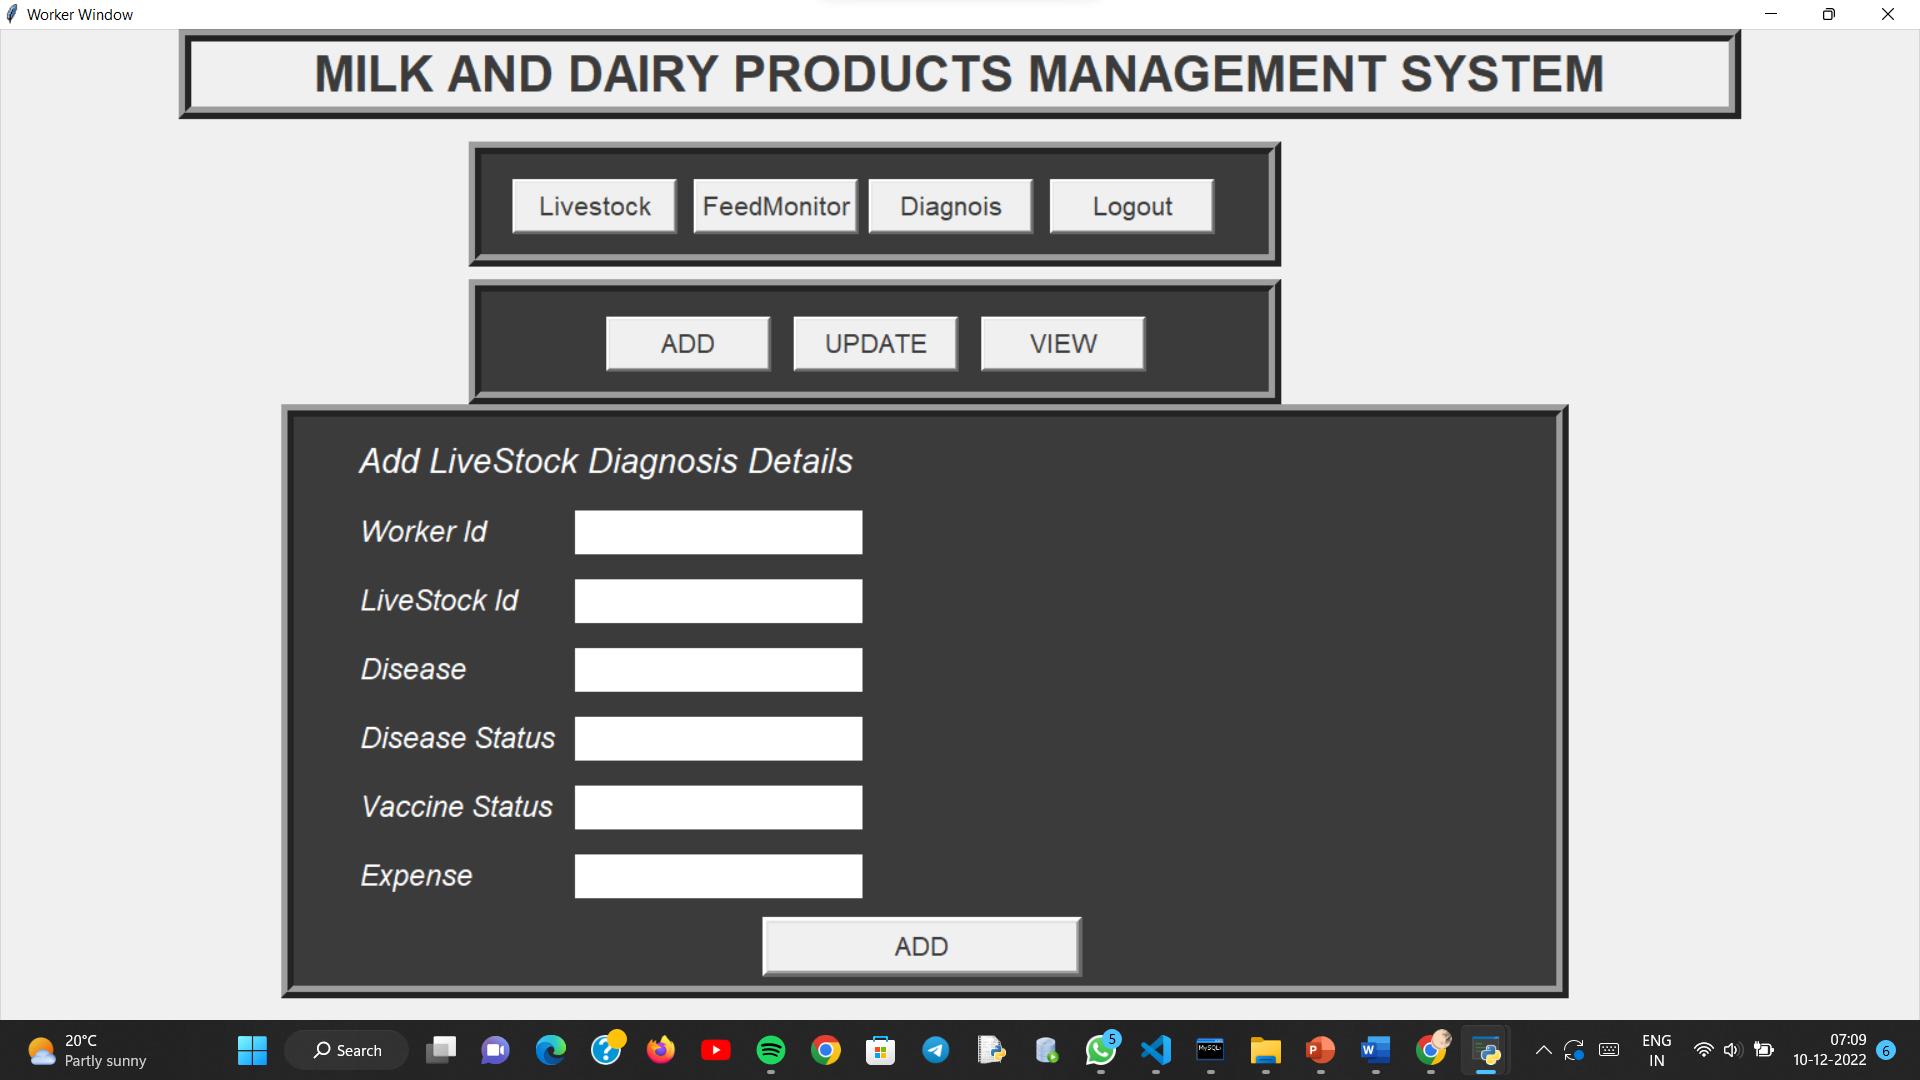 Worker Window
MILK AND DAIRY PRODUCTS MANAGEMENT SYSTEM
Livestock FeedMonitor Diagnois Logout
ADD UPDATE VIEW
Add LiveStock Diagnosis Details
Worker Id
LiveStock Id
Disease
Disease Status
Vaccine Status
Expense
ADD
20°C
Partly sunny
Search
5
MySQL
ENG
IN
07:09
10-12-2022
6